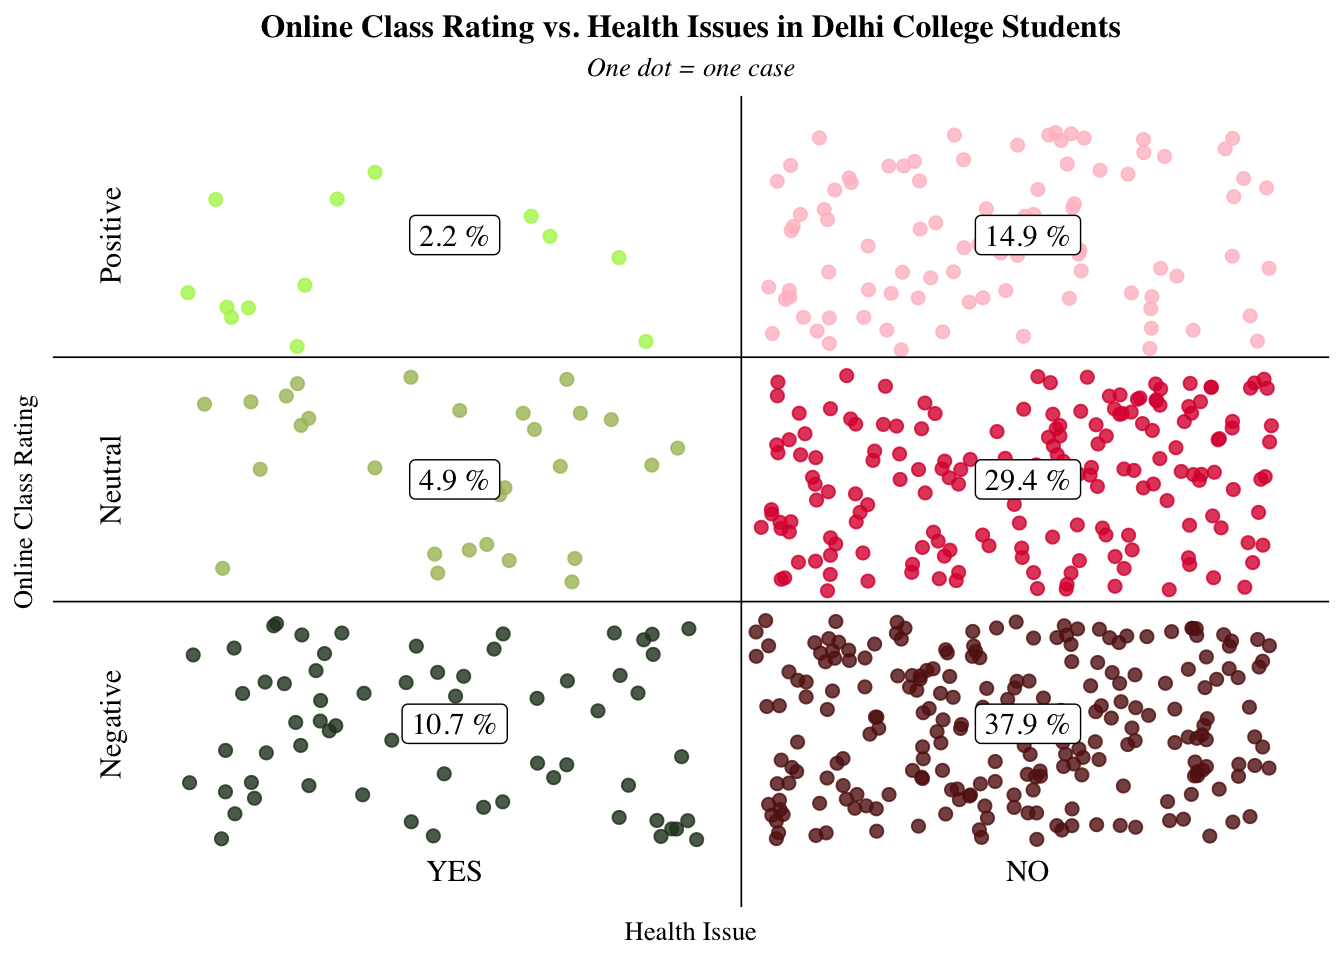 Online Class Rating vs. Health Issues in Delhi College Students
One dot = one case
Online Class Rating
Positive
2.2 %
14.9 %
Neutral
4.9 %
29.4 %
Negative
10.7 %
37.9 %
YES
NO
Health Issue